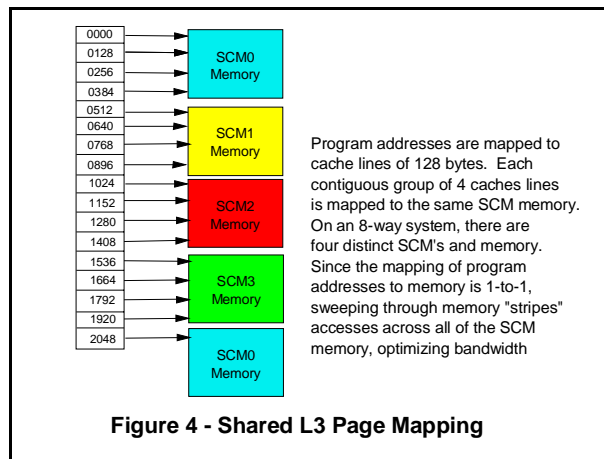 0000
0128
0256
0384
0512
0640
0768
0896
1024
1152
1280
1408
1536
1664
1792
1920
2048
SCM0
Memory
SCM1
Memory
SCM2
Memory
SCM3
Memory
SCM0
Memory
Program addresses are mapped to
cache lines of 128 bytes. Each
contiguous group of 4 caches lines
is mapped to the same SCM memory.
On an 8-way system, there are
four distinct SCM's and memory.
Since the mapping of program
addresses to memory is 1-to-1,
sweeping through memory "stripes"
accesses across all of the SCM
memory, optimizing bandwidth
Figure 4 - Shared L3 Page Mapping